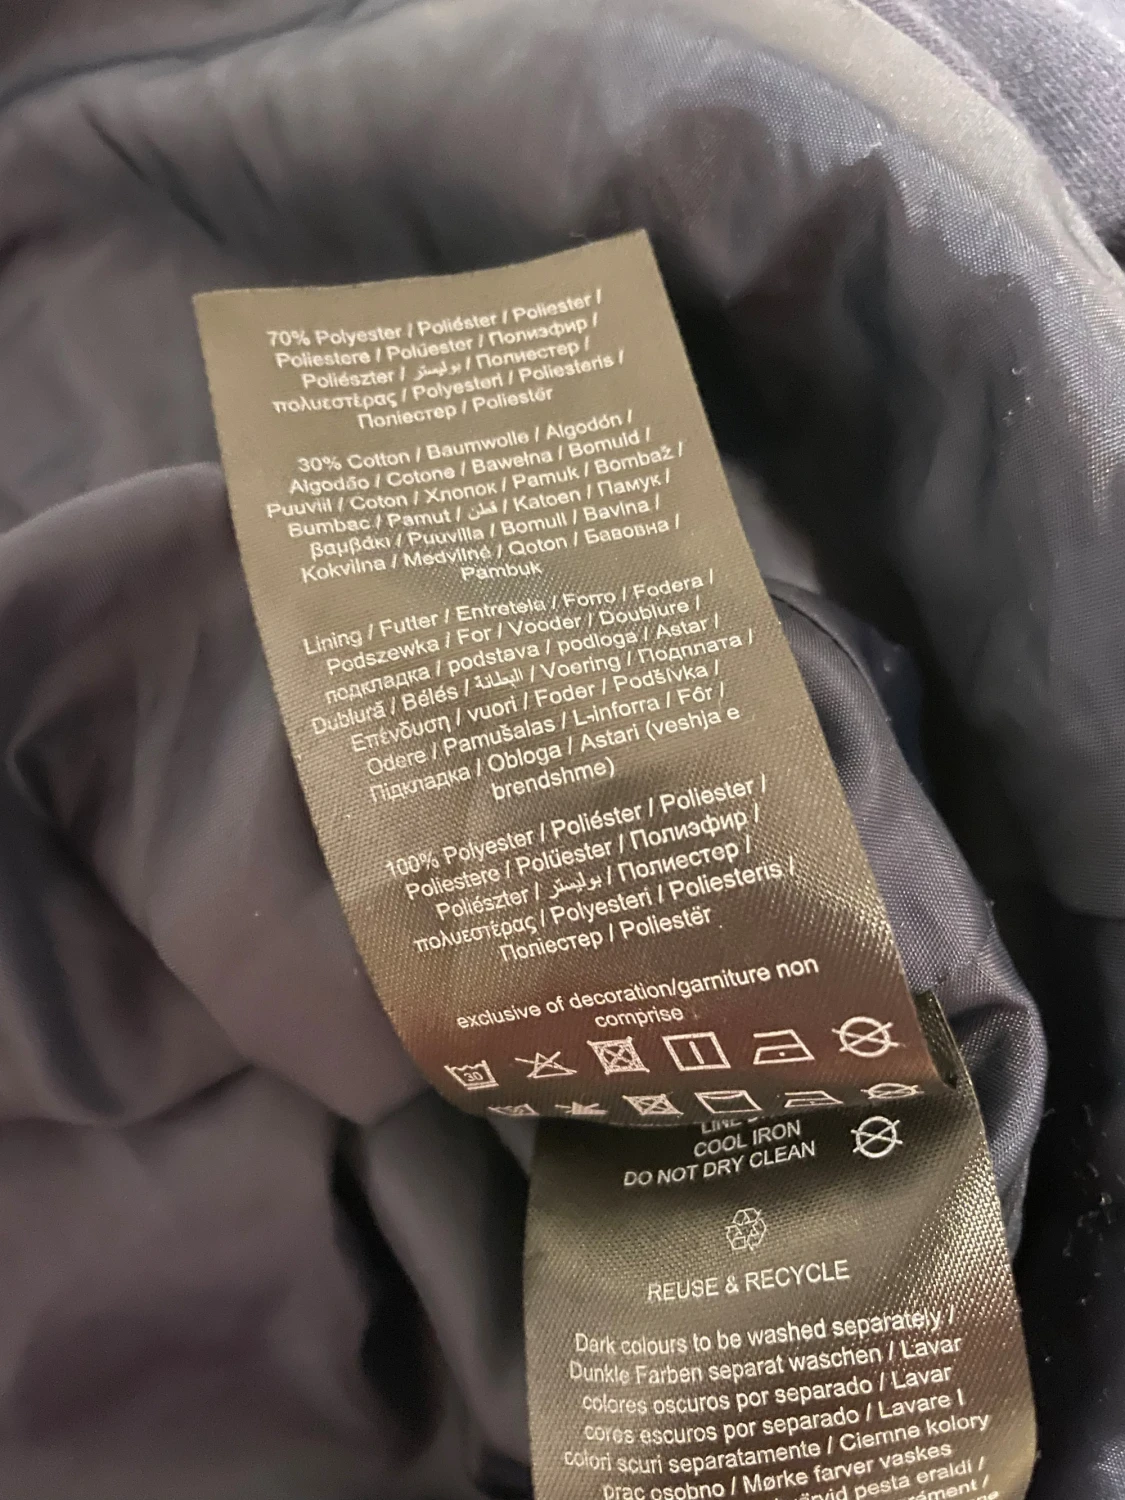 70% Polyester / Poliéster / Poliester /
Poliestere / Polüester / Полиэфир /
Poliészter / بوليستر / Полиестер /
πολυεστέρας / Polyesteri / Poliesteris /
Поліестер / Poliestër
30% Cotton / Baumwolle / Algodón /
Algodão / Cotone / Bawełna / Bomuld /
Puuvill / Coton / Хлопок / Pamuk / Bombaž /
Bumbac / Pamut / قطن / Katoen / Памук /
βαμβάκι / Puuvilla / Bomull / Bavlna /
Kokvilna / Medvilnė / Qoton / Бавовна /
Pambuk
Lining / Futter / Entretela / Forro / Fodera /
Podszewka / For / Vooder / Doublure /
подкладка / podstava / podloga / Astar /
Dublură / Bélés / البطانة / Voering / Подплата /
Επένδυση / vuori / Foder / Podšívka /
Odere / Pamušalas / L-inforra / Fôr /
Підкладка / Obloga / Astari (veshja e
brendshme)
100% Polyester / Poliéster / Poliester /
Poliestere / Polüester / Полиэфир /
Poliészter / بوليستر / Полиестер /
πολυεστέρας / Polyesteri / Poliesteris /
Поліестер / Poliestër
exclusive of decoration/garniture non
comprise
30
COOL IRON
DO NOT DRY CLEAN
REUSE & RECYCLE
Dark colours to be washed separately /
Dunkle Farben separat waschen / Lavar
colores oscuros por separado / Lavar
cores escuros por separado / Lavare I
colori scuri separatamente / Ciemne kolory
prac osobno / Mørke farver vaskes
pesta eraldi /